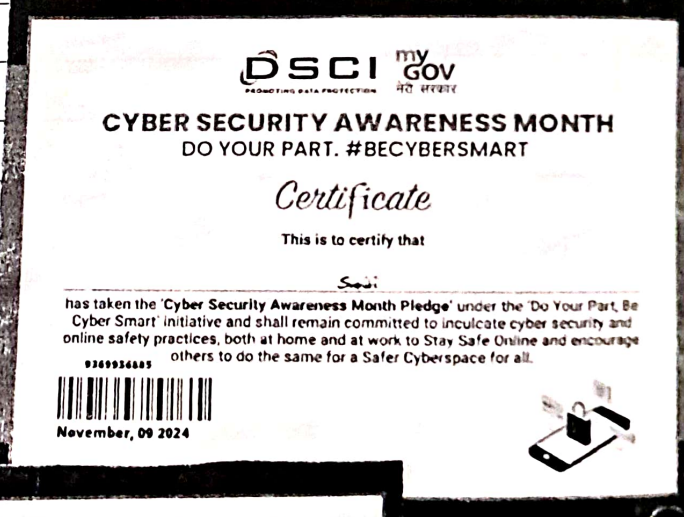 DSCI
PROMOTING DATA PROTECTION
my
GOV
मेरी सरकार
CYBER SECURITY AWARENESS MONTH
DO YOUR PART. #BECYBERSMART
Certificate
This is to certify that
has taken the 'Cyber Security Awareness Month Pledge' under the 'Do Your Part, Be
Cyber Smart' initiative and shall remain committed to inculcate cyber security and
online safety practices, both at home and at work to Stay Safe Online and encourage
others to do the same for a Safer Cyberspace for all.
9369936885
November, 09 2024